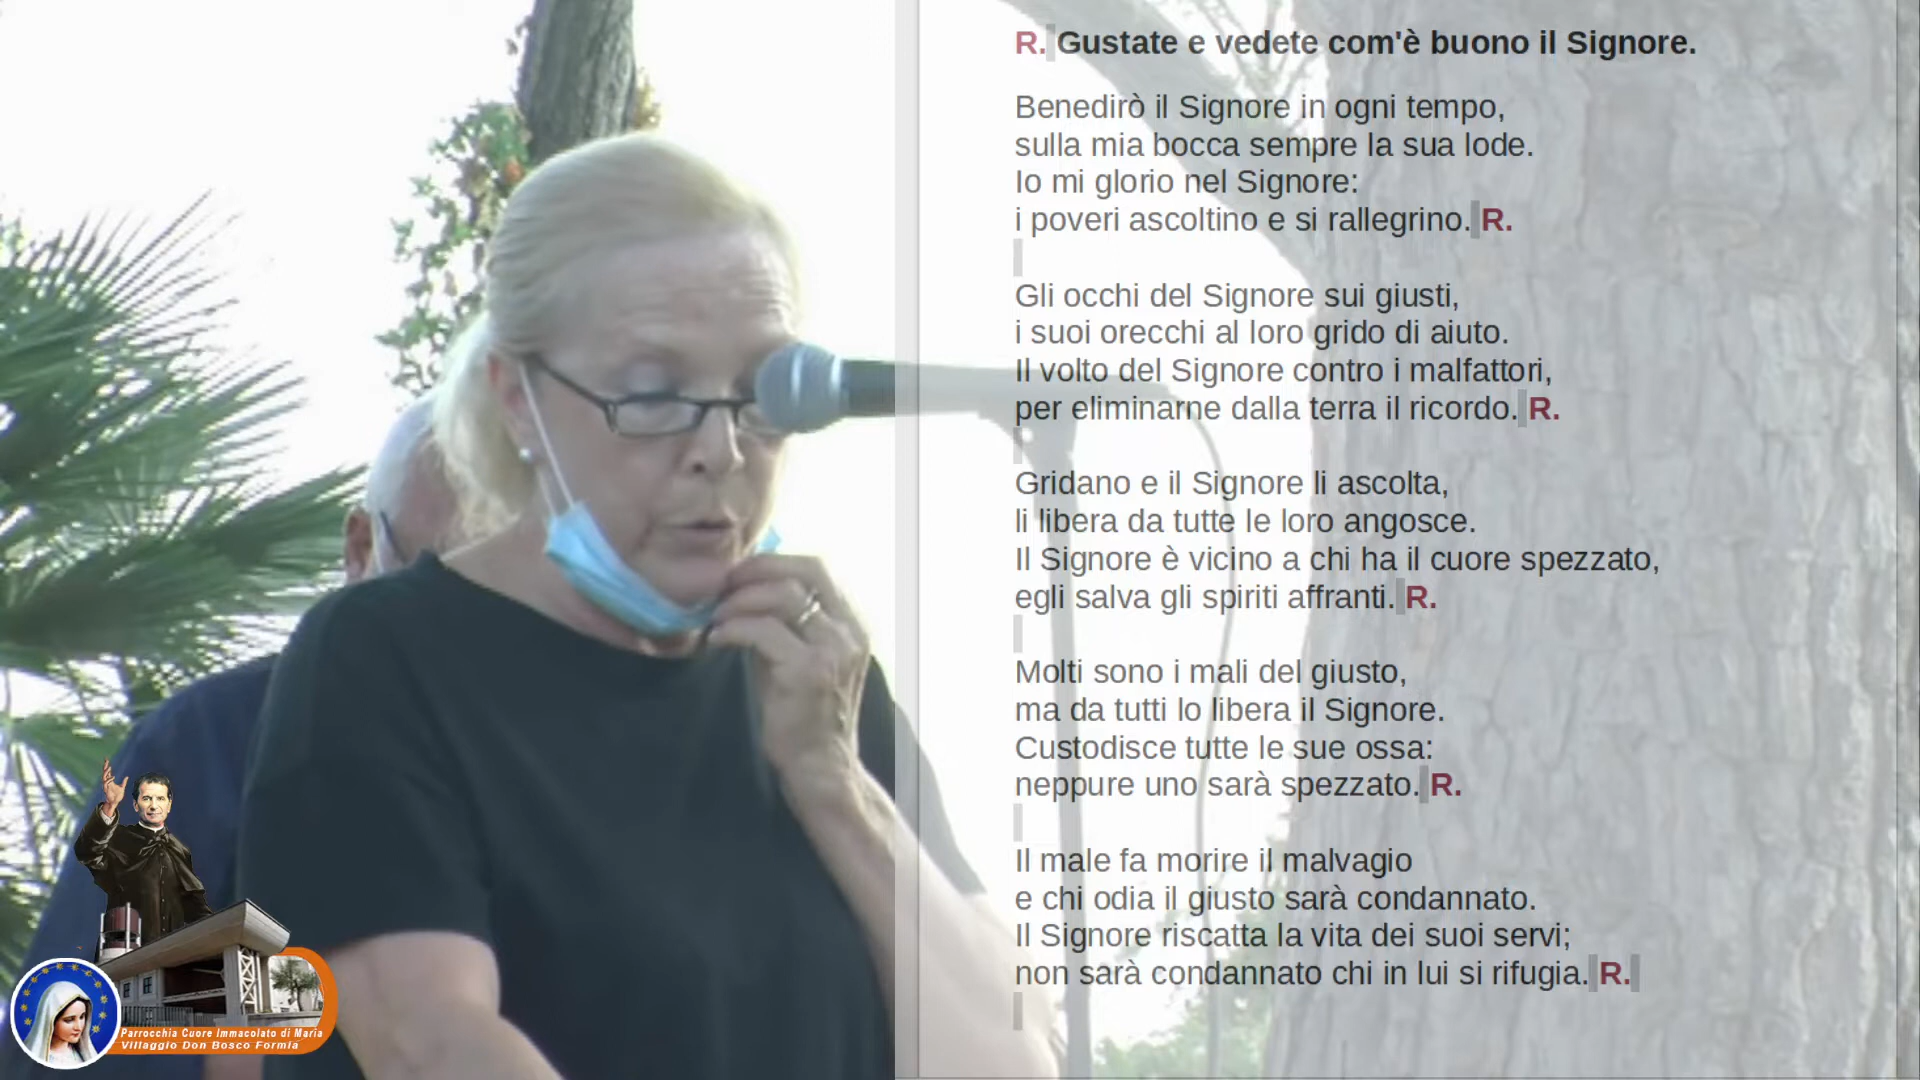 R. Gustate e vedete com'è buono il Signore.
Benedirò il Signore in ogni tempo,
sulla mia bocca sempre la sua lode.
Io mi glorio nel Signore:
i poveri ascoltino e si rallegrino. R.
Gli occhi del Signore sui giusti,
i suoi orecchi al loro grido di aiuto.
Il volto del Signore contro i malfattori,
per eliminarne dalla terra il ricordo. R.
Gridano e il Signore li ascolta,
li libera da tutte le loro angosce.
Il Signore è vicino a chi ha il cuore spezzato,
egli salva gli spiriti affranti. R.
Molti sono i mali del giusto,
ma da tutti lo libera il Signore.
Custodisce tutte le sue ossa:
neppure uno sarà spezzato. R.
Il male fa morire il malvagio
e chi odia il giusto sarà condannato.
Il Signore riscatta la vita dei suoi servi;
non sarà condannato chi in lui si rifugia. R.
Parrocchia Cuore Immacolato di Maria
Villaggio Don Bosco Formia